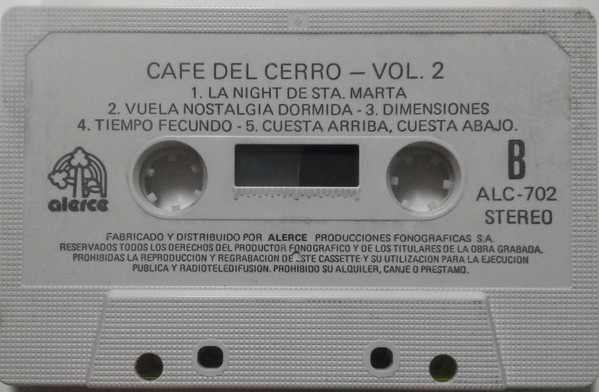 CAFE DEL CERRO - VOL. 2
1. LA NIGHT DE STA. MARTA
2. VUELA NOSTALGIA DORMIDA - 3. DIMENSIONES
4. TIEMPO FECUNDO - 5. CUESTA ARRIBA, CUESTA ABAJO.
B
alerce
ALC-702
STEREO
FABRICADO Y DISTRIBUIDO POR ALERCE PRODUCCIONES FONOGRAFICAS S.A.
RESERVADOS TODOS LOS DERECHOS DEL PRODUCTOR FONOGRAFICO Y DE LOS TITULARES DE LA OBRA GRABADA.
PROHIBIDAS LA REPRODUCCION Y REGRABACION DE ESTE CASSETTE Y SU UTILIZACION PARA LA EJECUCION
PUBLICA Y RADIOTELEDIFUSION. PROHIBIDO SU ALQUILER, CANJE O PRESTAMO.